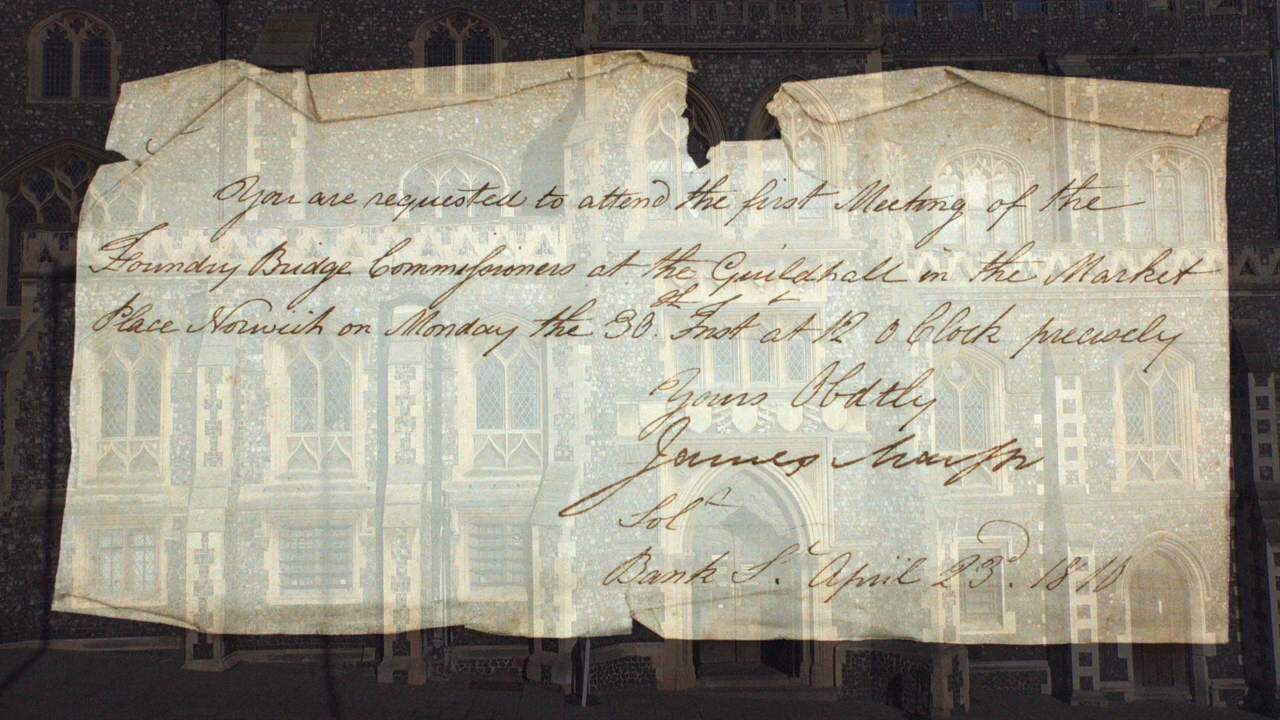 You are requested to attend the first Meeting of the
Foundry Bridge Commissioners at the Guildhall in the Market
Place Norwich on Monday the 30th. Inst at 12 o Clock precisely
Yours Obdtly
James
Solr
Bank St. April 23d. 1810